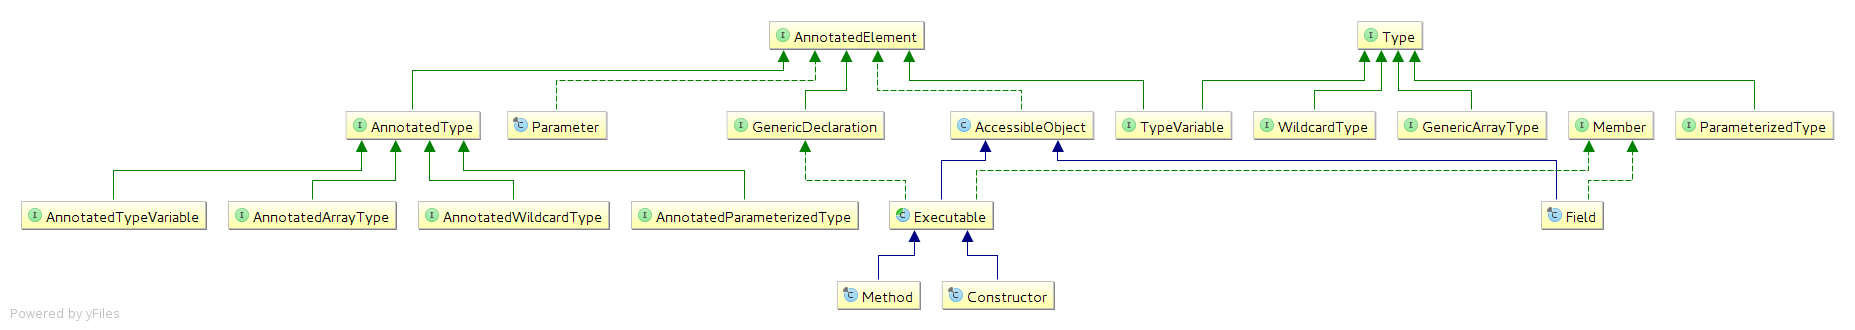 I AnnotatedElement
I Type
I AnnotatedType
C Parameter
I GenericDeclaration
C AccessibleObject
I TypeVariable
I WildcardType
I GenericArrayType
I Member
I ParameterizedType
I AnnotatedTypeVariable
I AnnotatedArrayType
I AnnotatedWildcardType
I AnnotatedParameterizedType
C Executable
C Field
C Method
C Constructor
Powered by yFiles